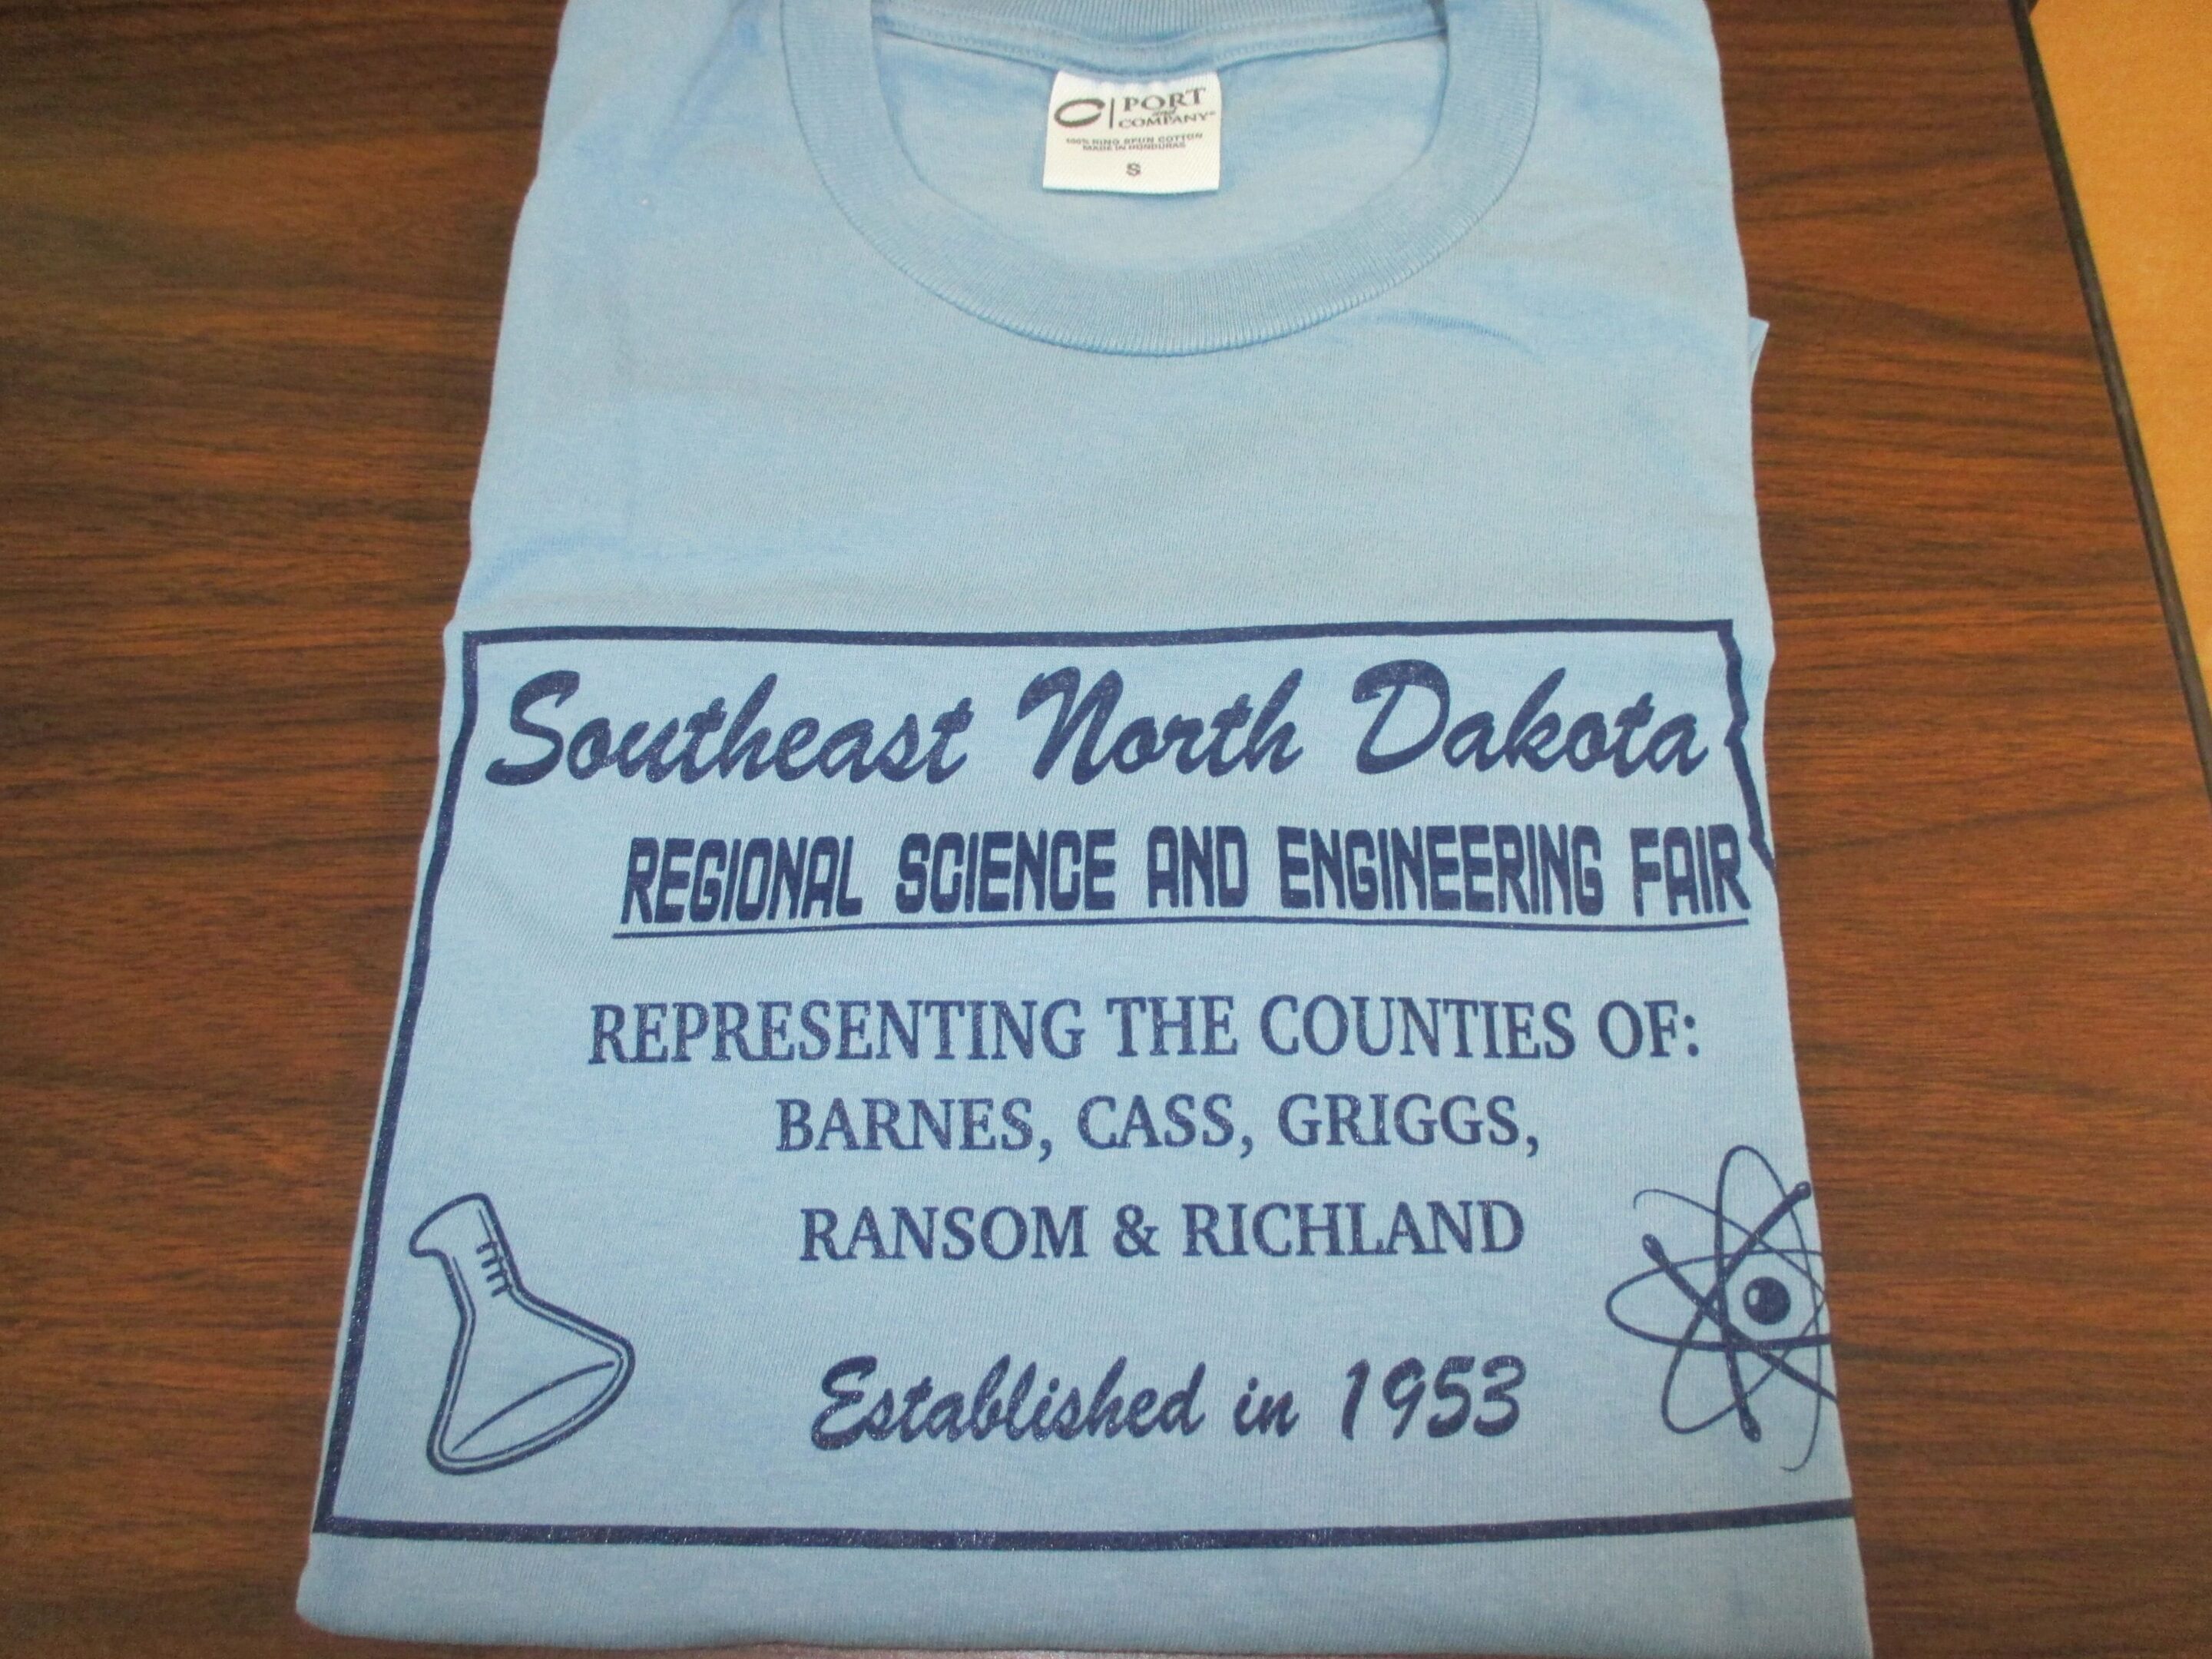 PORT
and
COMPANY®
100% RING SPUN COTTON
MADE IN HONDURAS
S
Southeast North Dakota
REGIONAL SCIENCE AND ENGINEERING FAIR
REPRESENTING THE COUNTIES OF:
BARNES, CASS, GRIGGS,
RANSOM & RICHLAND
Established in 1953